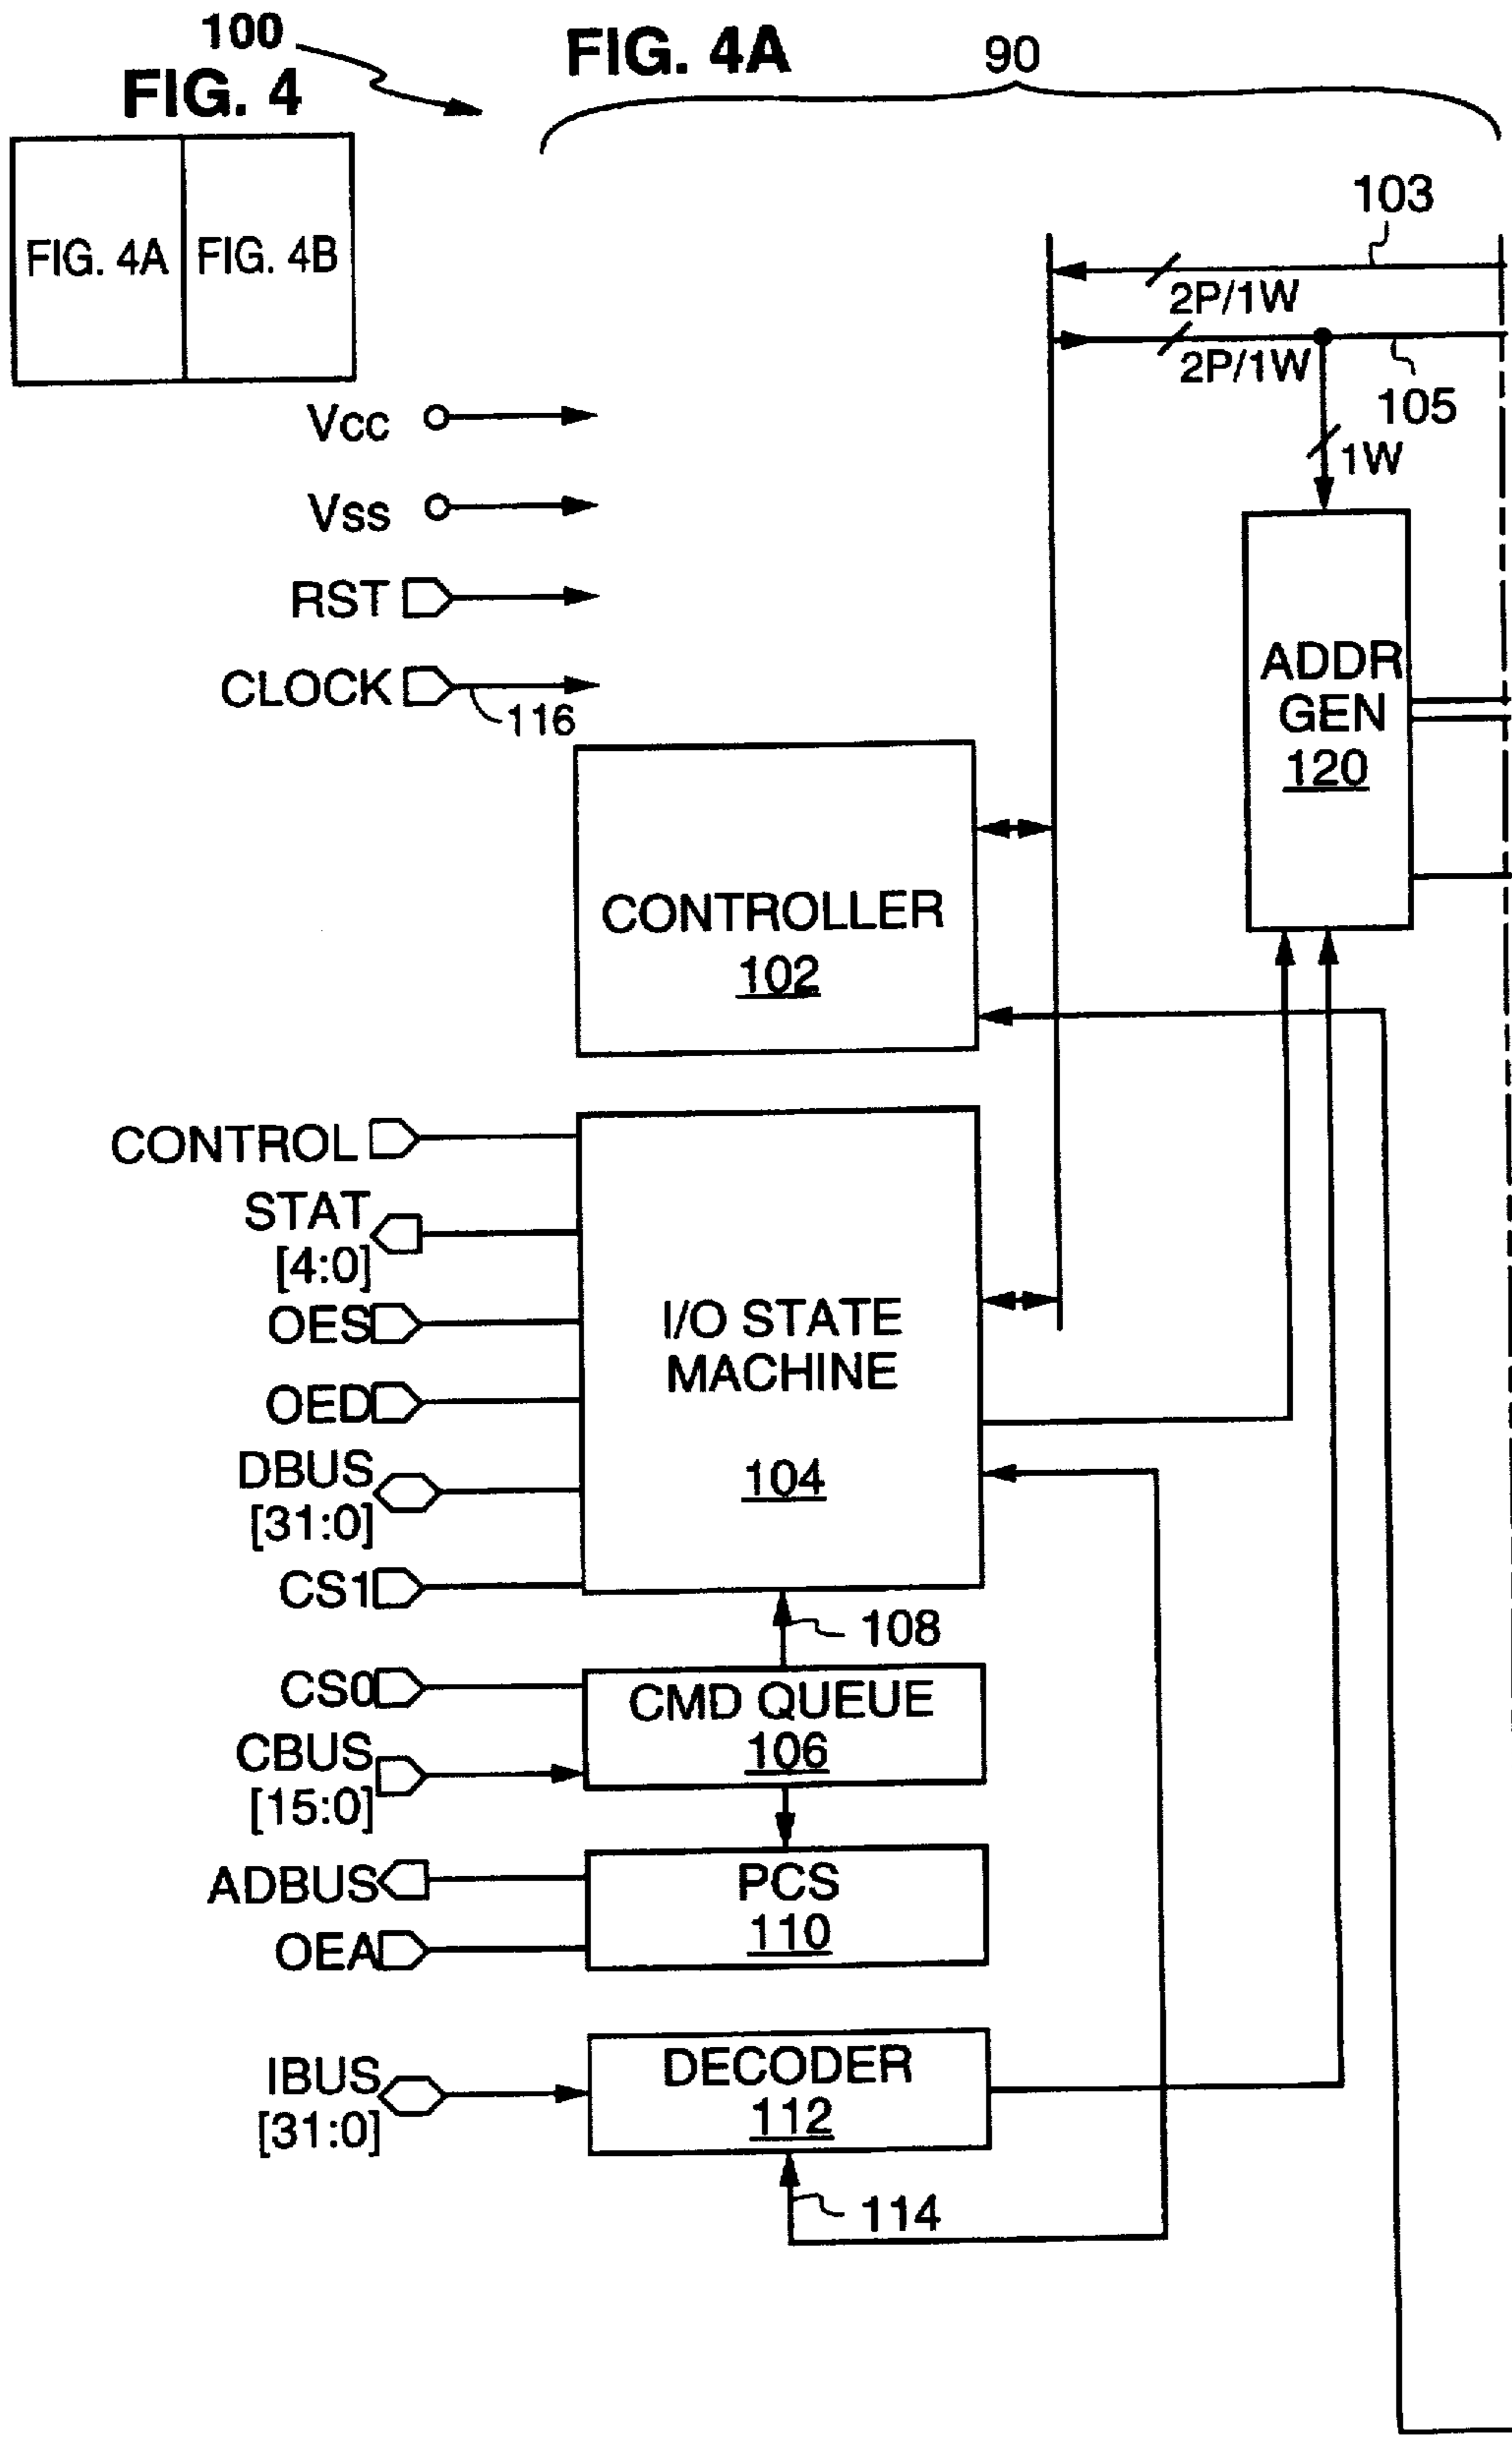 100
FIG. 4
FIG. 4A
90
FIG. 4A
FIG. 4B
103
2P/1W
2P/1W
105
1W
Vcc
Vss
RST
CLOCK
116
ADDR
GEN
120
CONTROLLER
102
CONTROL
STAT
[4:0]
OES
OED
DBUS
[31:0]
CS1
I/O STATE
MACHINE
104
108
CS0
CMD QUEUE
106
CBUS
[15:0]
ADBUS
PCS
110
OEA
IBUS
[31:0]
DECODER
112
114